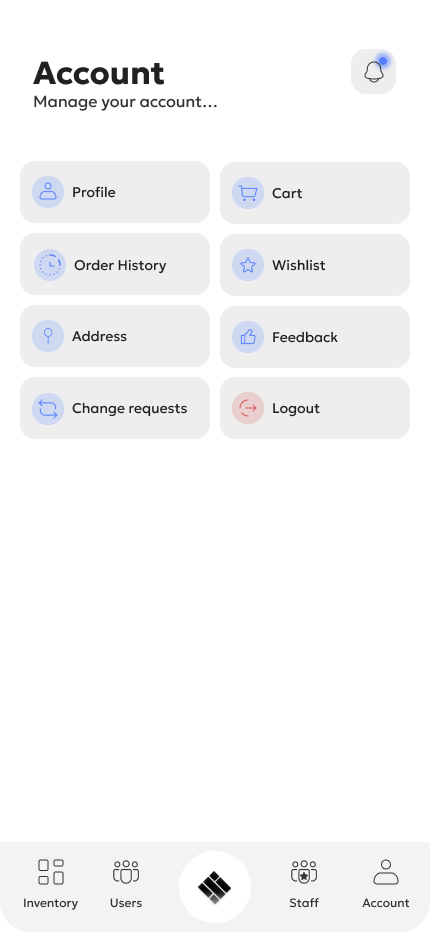 Account
Manage your account...
Profile
Cart
Order History
Wishlist
Address
Feedback
Change requests
Logout
Inventory
Users
Staff
Account